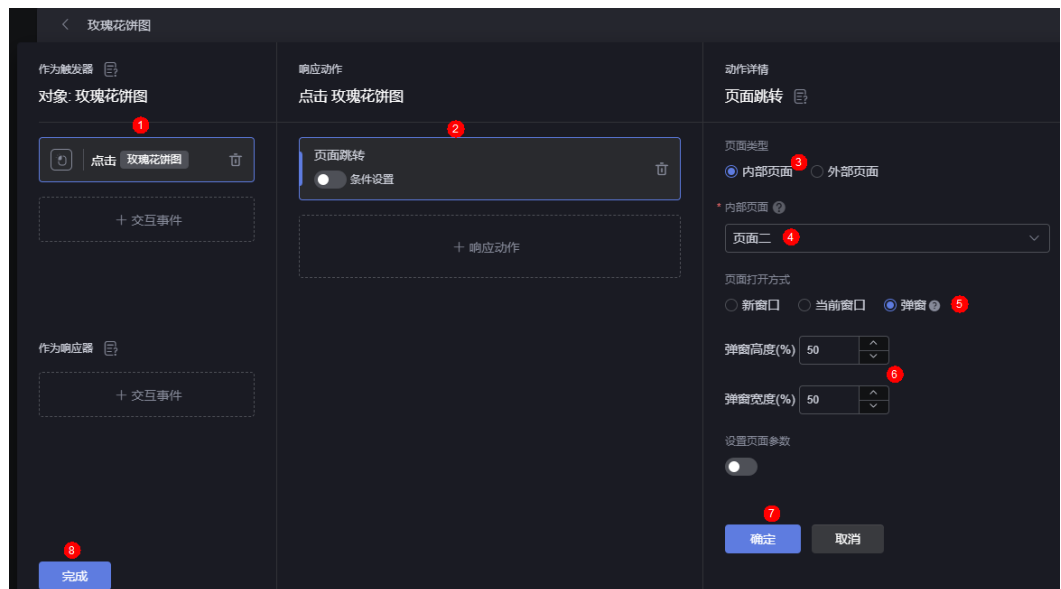 玫瑰花饼图
作为触发器
对象: 玫瑰花饼图
1
点击 玫瑰花饼图
+ 交互事件
作为响应器
+ 交互事件
8
完成
响应动作
点击 玫瑰花饼图
2
页面跳转
条件设置
+ 响应动作
动作详情
页面跳转
页面类型
内部页面 3 外部页面
* 内部页面 ?
页面二 4
页面打开方式
新窗口 当前窗口 弹窗 ? 5
弹窗高度(%) 50
6
弹窗宽度(%) 50
设置页面参数
7
确定 取消